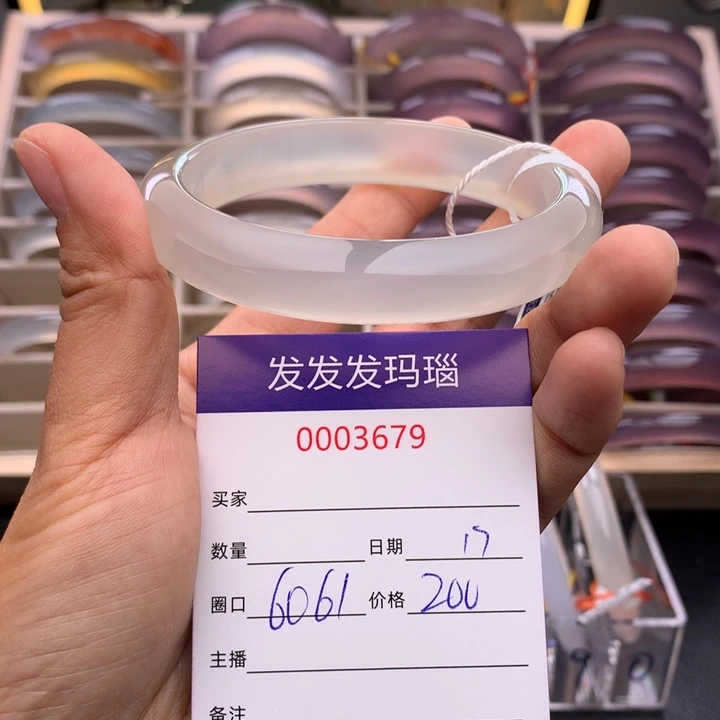 发发发玛瑙
0003679
买家
数量 日期 17
圈口 6061 价格 200
主播
备注